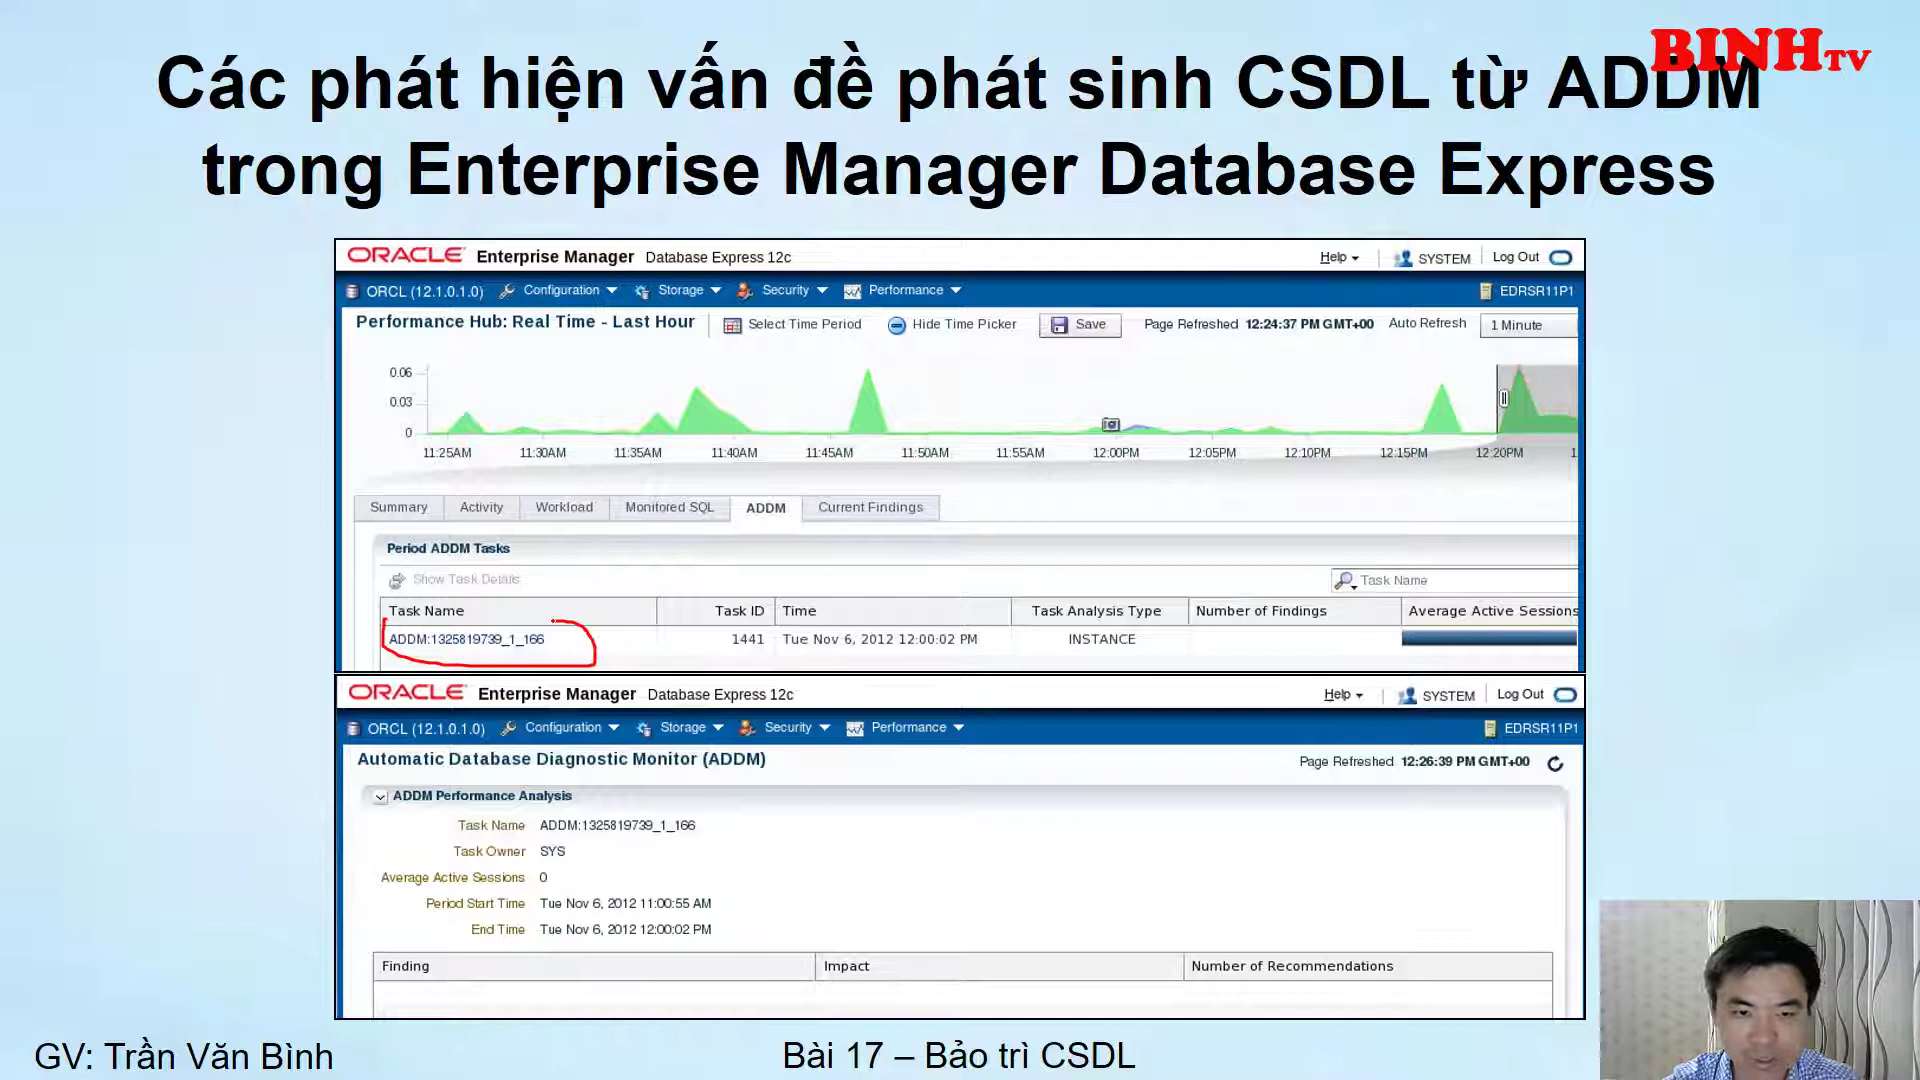 BINH TV
Các phát hiện vấn đề phát sinh CSDL từ ADDM
trong Enterprise Manager Database Express
ORACLE Enterprise Manager Database Express 12c Help SYSTEM Log Out
ORCL (12.1.0.1.0) Configuration Storage Security Performance EDRSR11P1
Performance Hub: Real Time - Last Hour Select Time Period Hide Time Picker Save Page Refreshed 12:24:37 PM GMT+00 Auto Refresh 1 Minute
0.06
0.03
0
11:25AM 11:30AM 11:35AM 11:40AM 11:45AM 11:50AM 11:55AM 12:00PM 12:05PM 12:10PM 12:15PM 12:20PM 1
Summary Activity Workload Monitored SQL ADDM Current Findings
Period ADDM Tasks
Show Task Details Task Name
Task Name Task ID Time Task Analysis Type Number of Findings Average Active Sessions
ADDM:1325819739_1_166 1441 Tue Nov 6, 2012 12:00:02 PM INSTANCE
ORACLE Enterprise Manager Database Express 12c Help SYSTEM Log Out
ORCL (12.1.0.1.0) Configuration Storage Security Performance EDRSR11P1
Automatic Database Diagnostic Monitor (ADDM) Page Refreshed 12:26:39 PM GMT+00
ADDM Performance Analysis
Task Name ADDM:1325819739_1_166
Task Owner SYS
Average Active Sessions 0
Period Start Time Tue Nov 6, 2012 11:00:55 AM
End Time Tue Nov 6, 2012 12:00:02 PM
Finding Impact Number of Recommendations
GV: Trần Văn Bình Bài 17 – Bảo trì CSDL